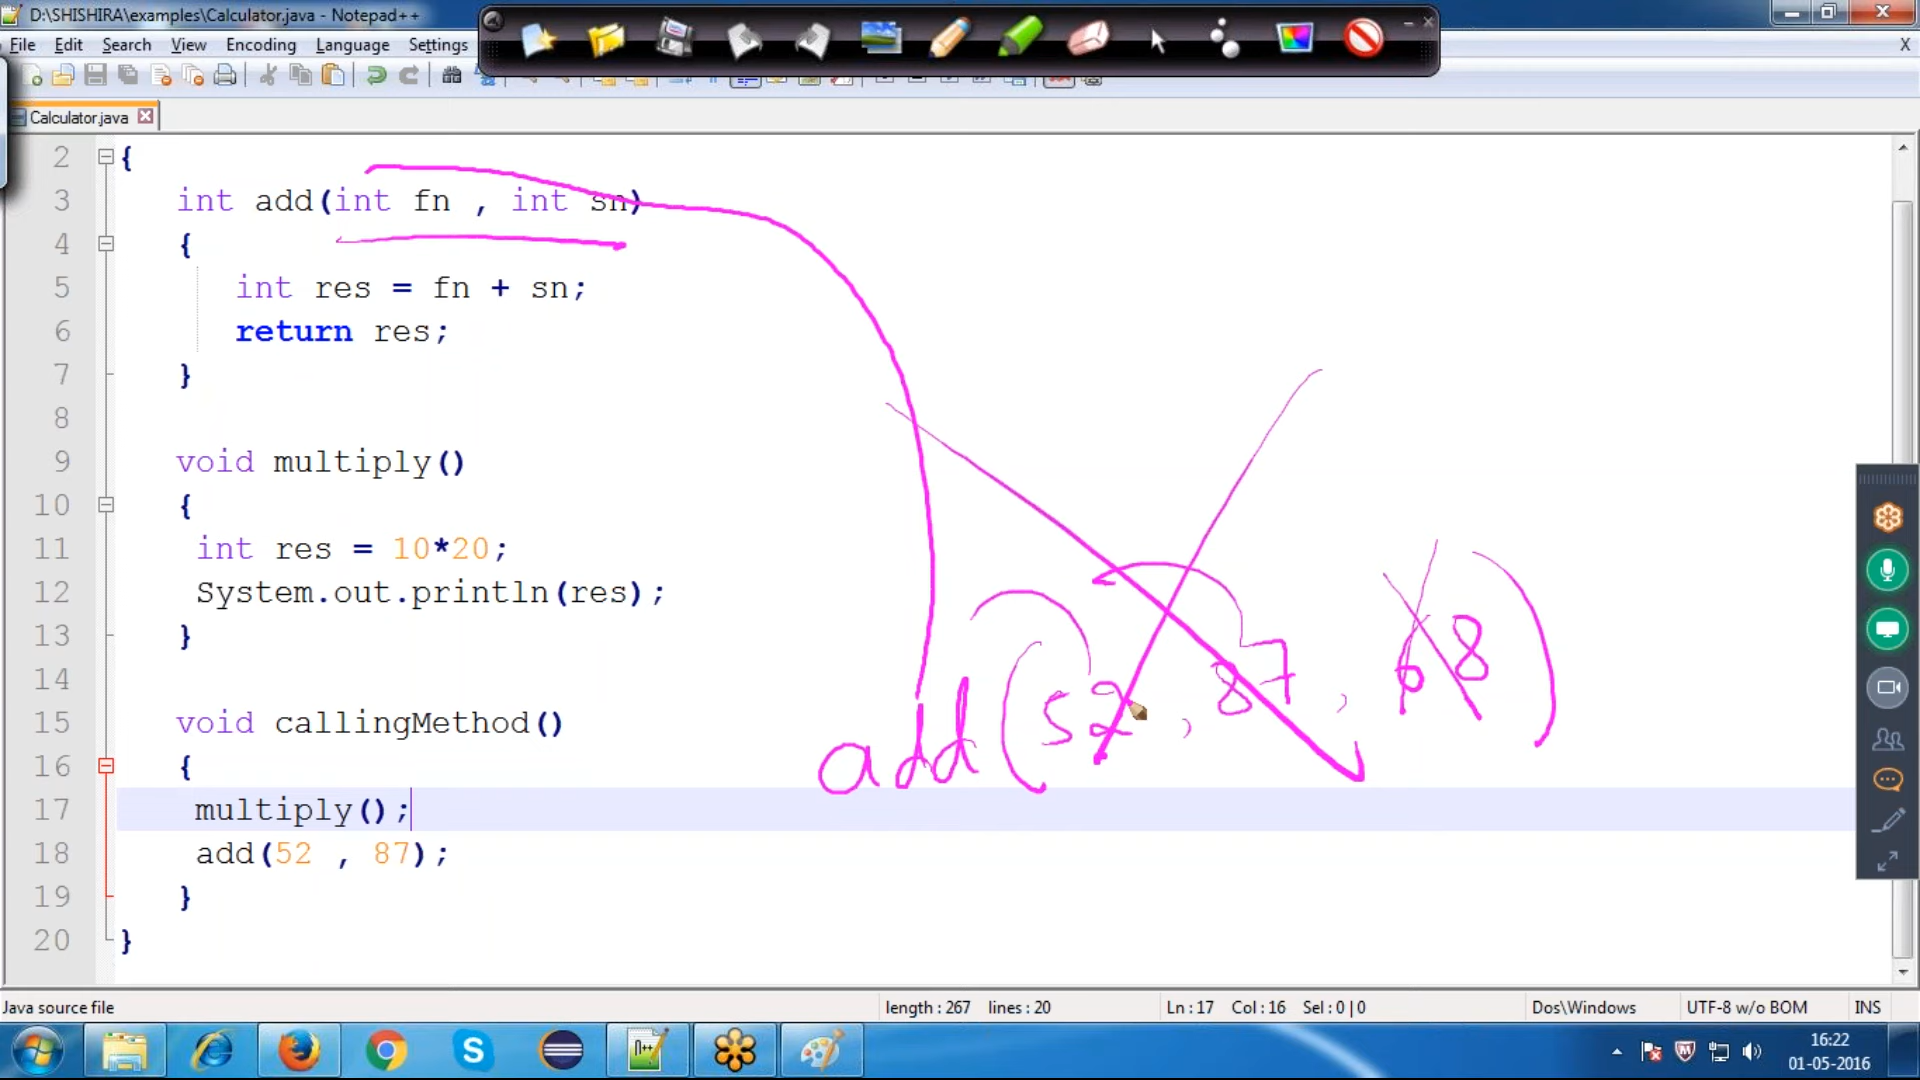 D:\SHISHIRA\examples\Calculator.java - Notepad++
File Edit Search View Encoding Language Settings
X
Calculator.java
2 {
3 int add(int fn , int sn)
4 {
5 int res = fn + sn;
6 return res;
7 }
8
9 void multiply()
10 {
11 int res = 10*20;
12 System.out.println(res);
13 }
14
15 void callingMethod()
16 {
17 multiply();
18 add(52 , 87);
19 }
20 }
add(52 , 87 , 68)
Java source file length : 267 lines : 20 Ln : 17 Col : 16 Sel : 0 | 0 Dos\Windows UTF-8 w/o BOM INS
16:22
01-05-2016